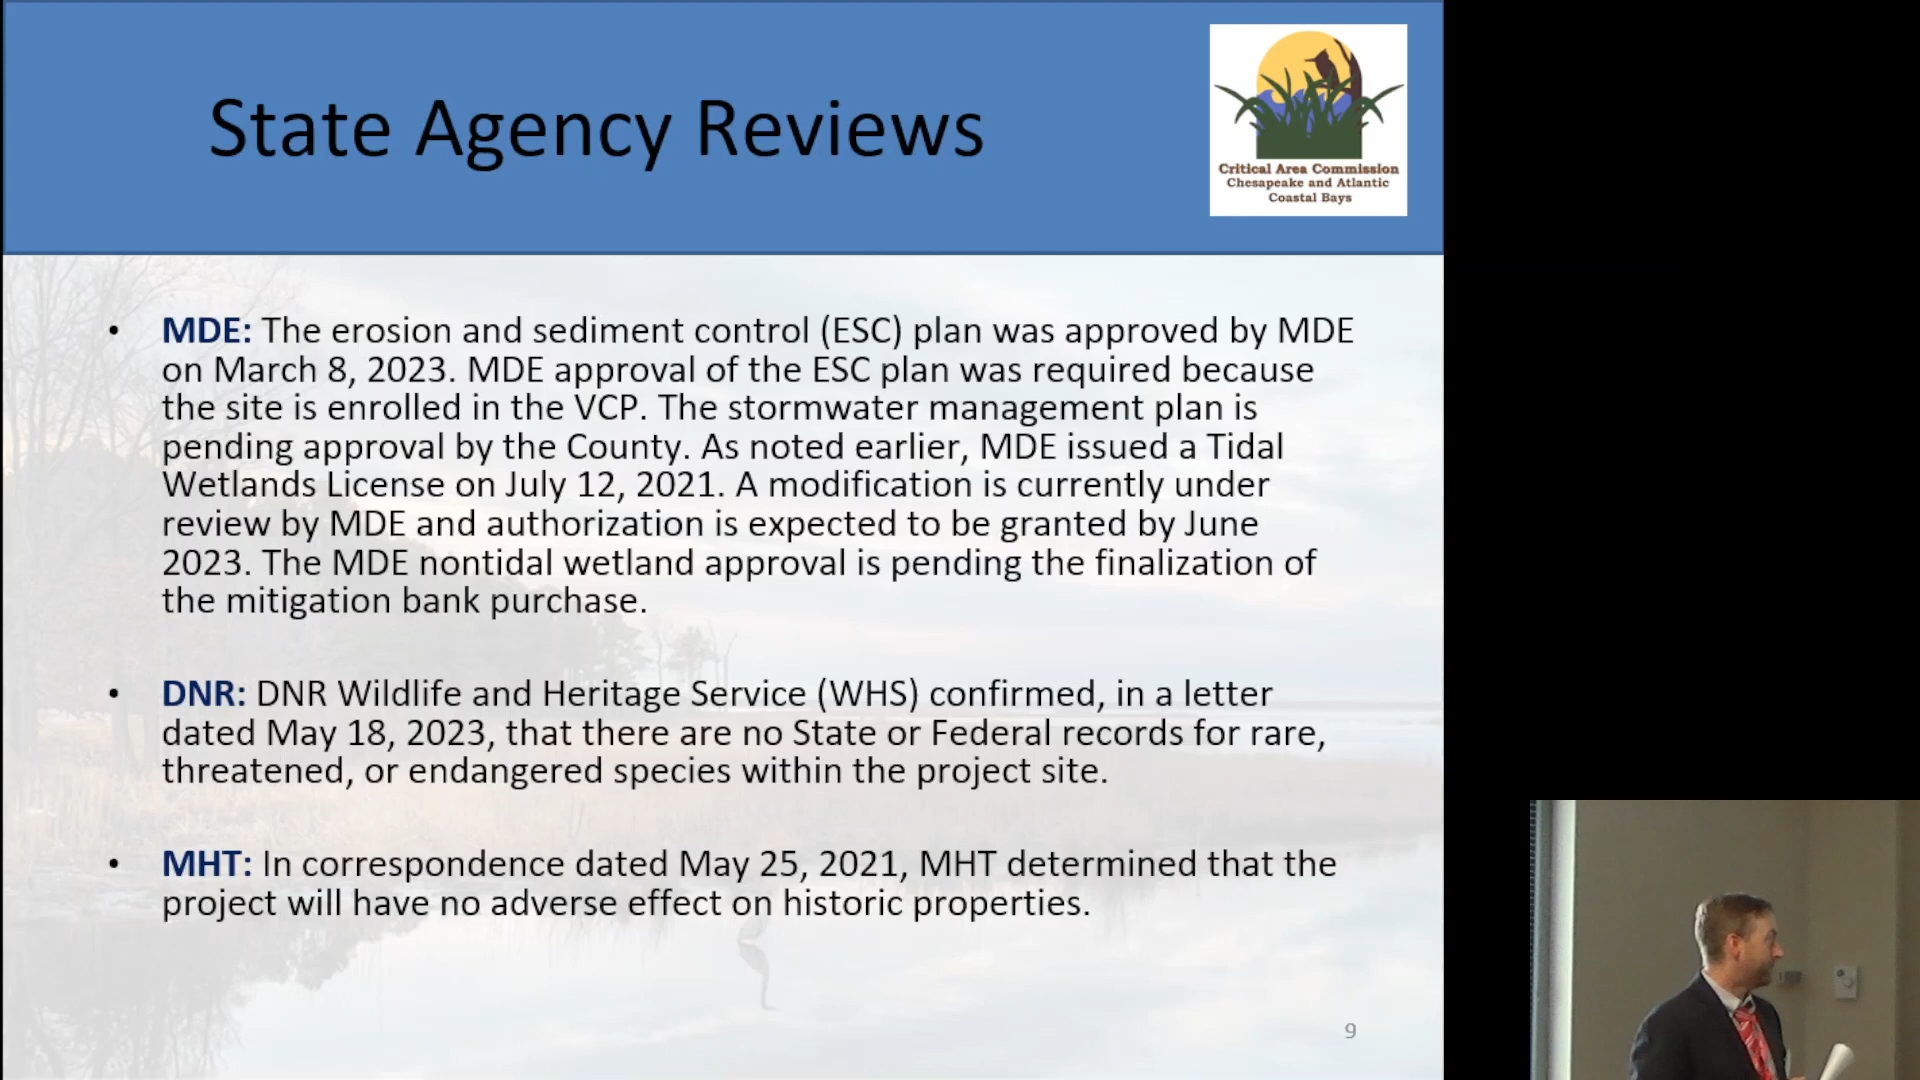 State Agency Reviews
Critical Area Commission
Chesapeake and Atlantic
Coastal Bays
• MDE: The erosion and sediment control (ESC) plan was approved by MDE
on March 8, 2023. MDE approval of the ESC plan was required because
the site is enrolled in the VCP. The stormwater management plan is
pending approval by the County. As noted earlier, MDE issued a Tidal
Wetlands License on July 12, 2021. A modification is currently under
review by MDE and authorization is expected to be granted by June
2023. The MDE nontidal wetland approval is pending the finalization of
the mitigation bank purchase.
• DNR: DNR Wildlife and Heritage Service (WHS) confirmed, in a letter
dated May 18, 2023, that there are no State or Federal records for rare,
threatened, or endangered species within the project site.
• MHT: In correspondence dated May 25, 2021, MHT determined that the
project will have no adverse effect on historic properties.
9